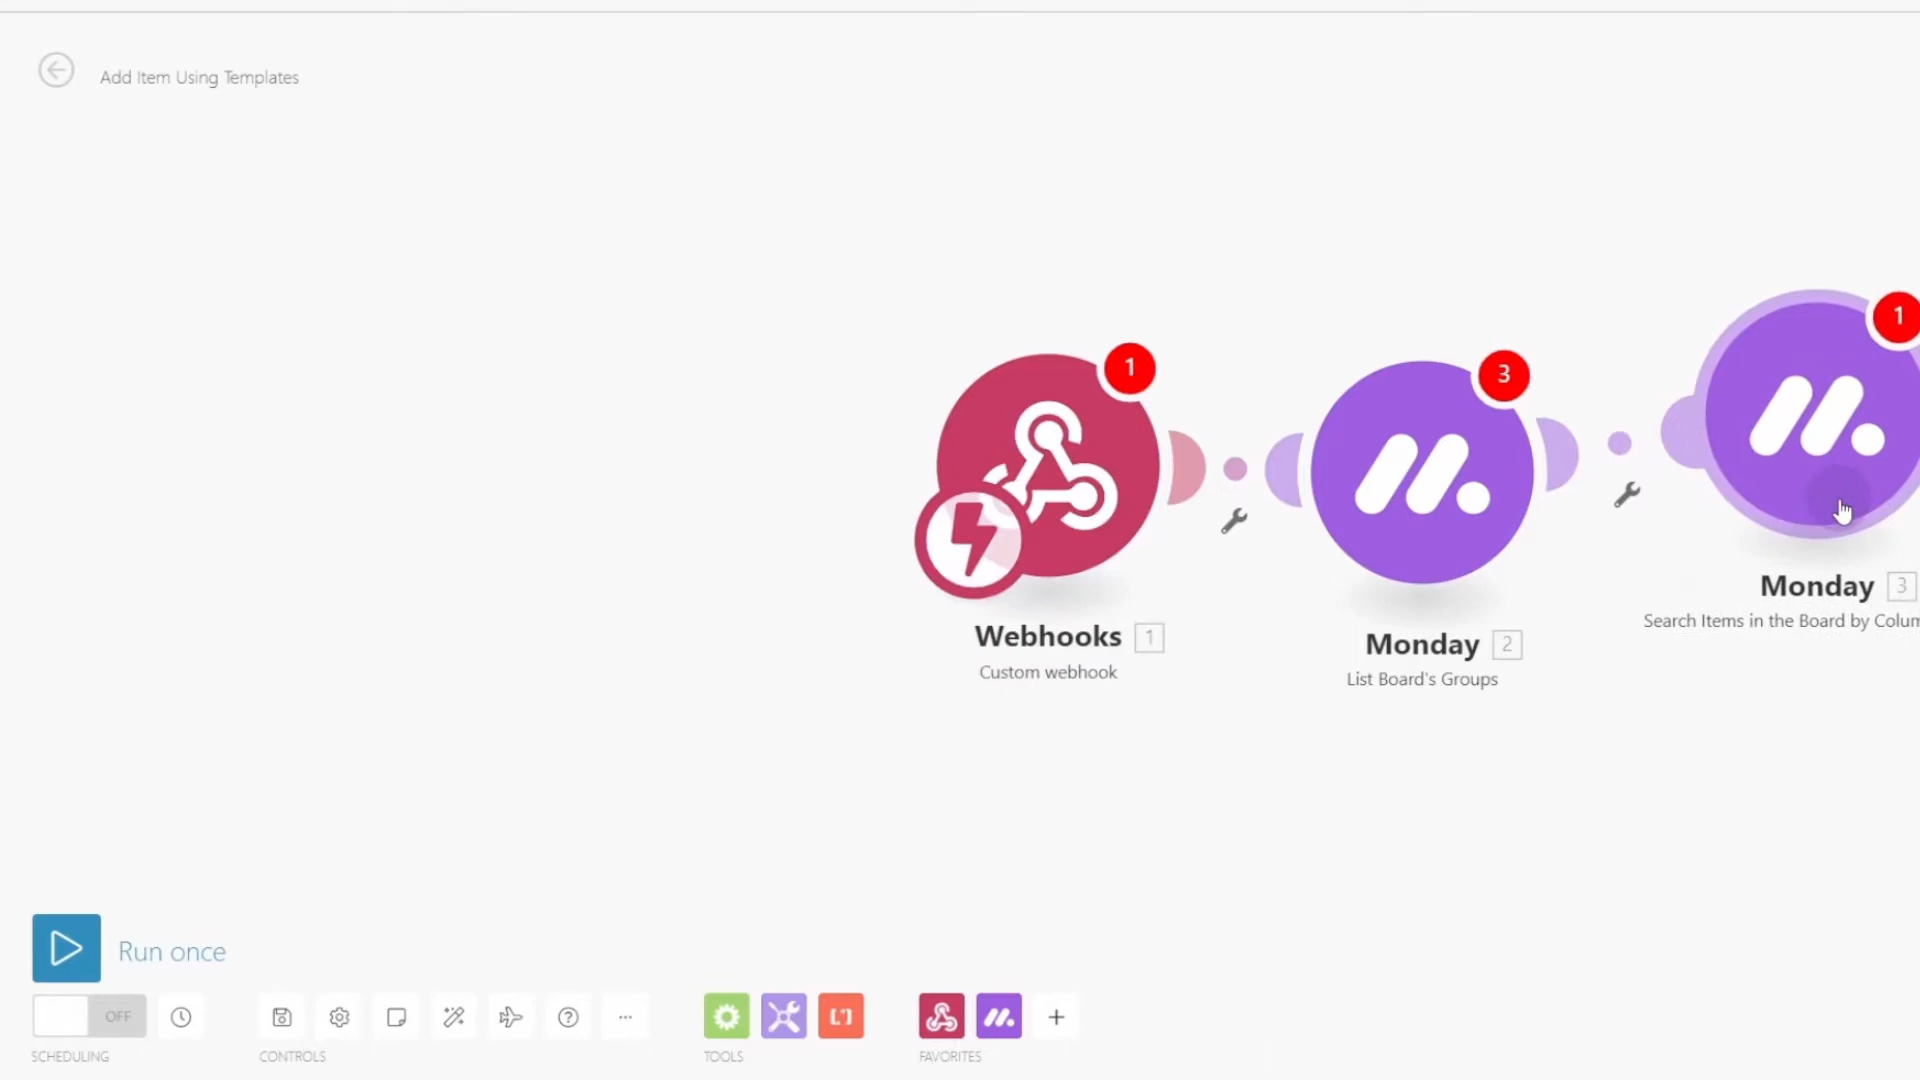 Add Item Using Templates
1
3
1
Webhooks 1
Custom webhook
Monday 2
List Board's Groups
Monday 3
Search Items in the Board by Colum
Run once
OFF
SCHEDULING
CONTROLS
TOOLS
FAVORITES